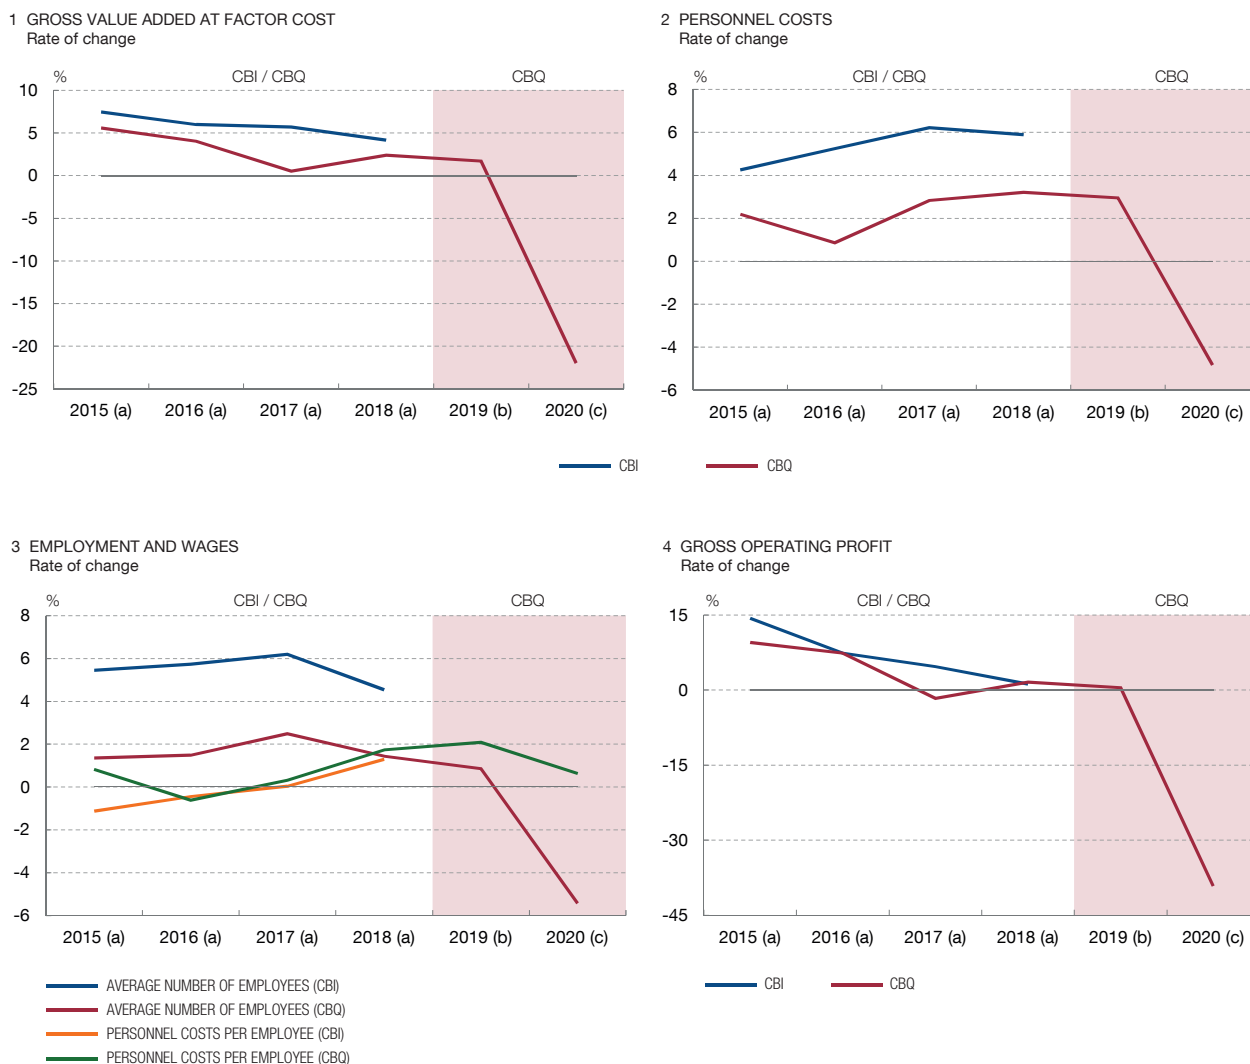 1 GROSS VALUE ADDED AT FACTOR COST
Rate of change
% CBI / CBQ CBQ
10
5
0
-5
-10
-15
-20
-25
2015 (a) 2016 (a) 2017 (a) 2018 (a) 2019 (b) 2020 (c)
2 PERSONNEL COSTS
Rate of change
% CBI / CBQ CBQ
8
6
4
2
0
-2
-4
-6
2015 (a) 2016 (a) 2017 (a) 2018 (a) 2019 (b) 2020 (c)
CBI CBQ
3 EMPLOYMENT AND WAGES
Rate of change
% CBI / CBQ CBQ
8
6
4
2
0
-2
-4
-6
2015 (a) 2016 (a) 2017 (a) 2018 (a) 2019 (b) 2020 (c)
AVERAGE NUMBER OF EMPLOYEES (CBI)
AVERAGE NUMBER OF EMPLOYEES (CBQ)
PERSONNEL COSTS PER EMPLOYEE (CBI)
PERSONNEL COSTS PER EMPLOYEE (CBQ)
4 GROSS OPERATING PROFIT
Rate of change
% CBI / CBQ CBQ
15
0
-15
-30
-45
2015 (a) 2016 (a) 2017 (a) 2018 (a) 2019 (b) 2020 (c)
CBI CBQ